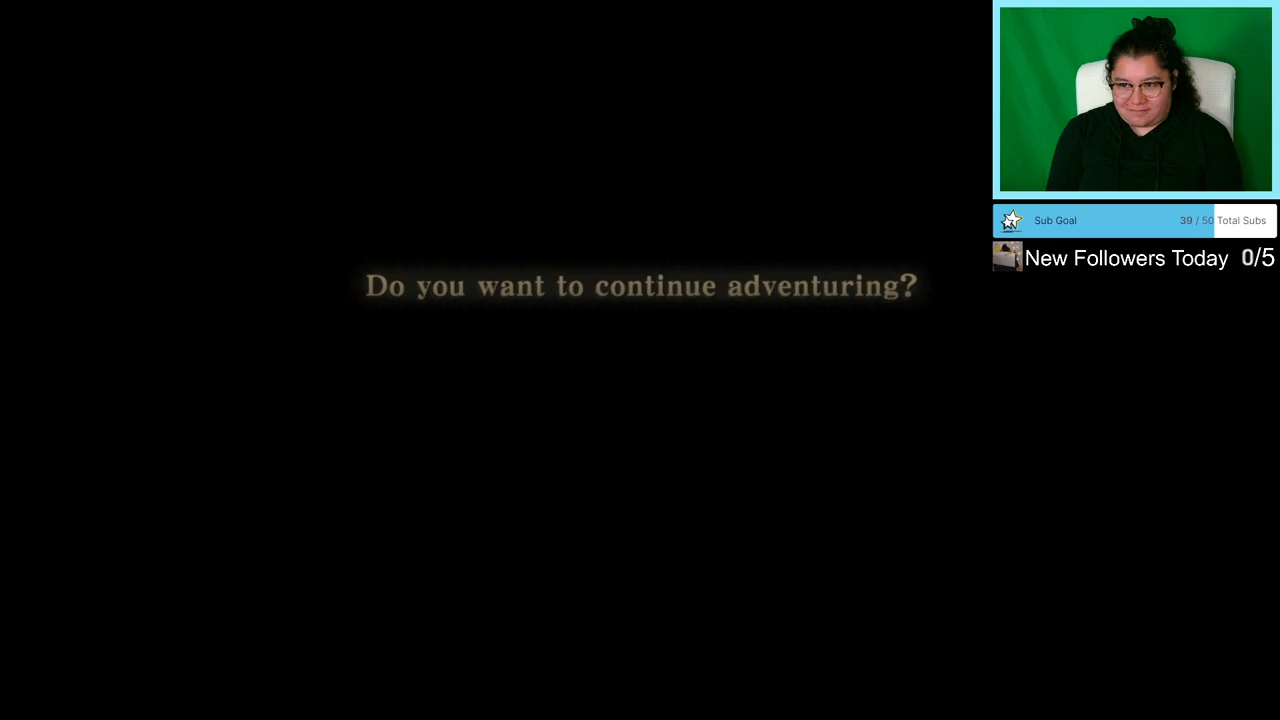 Sub Goal 39 / 50 Total Subs
New Followers Today 0/5
Do you want to continue adventuring?